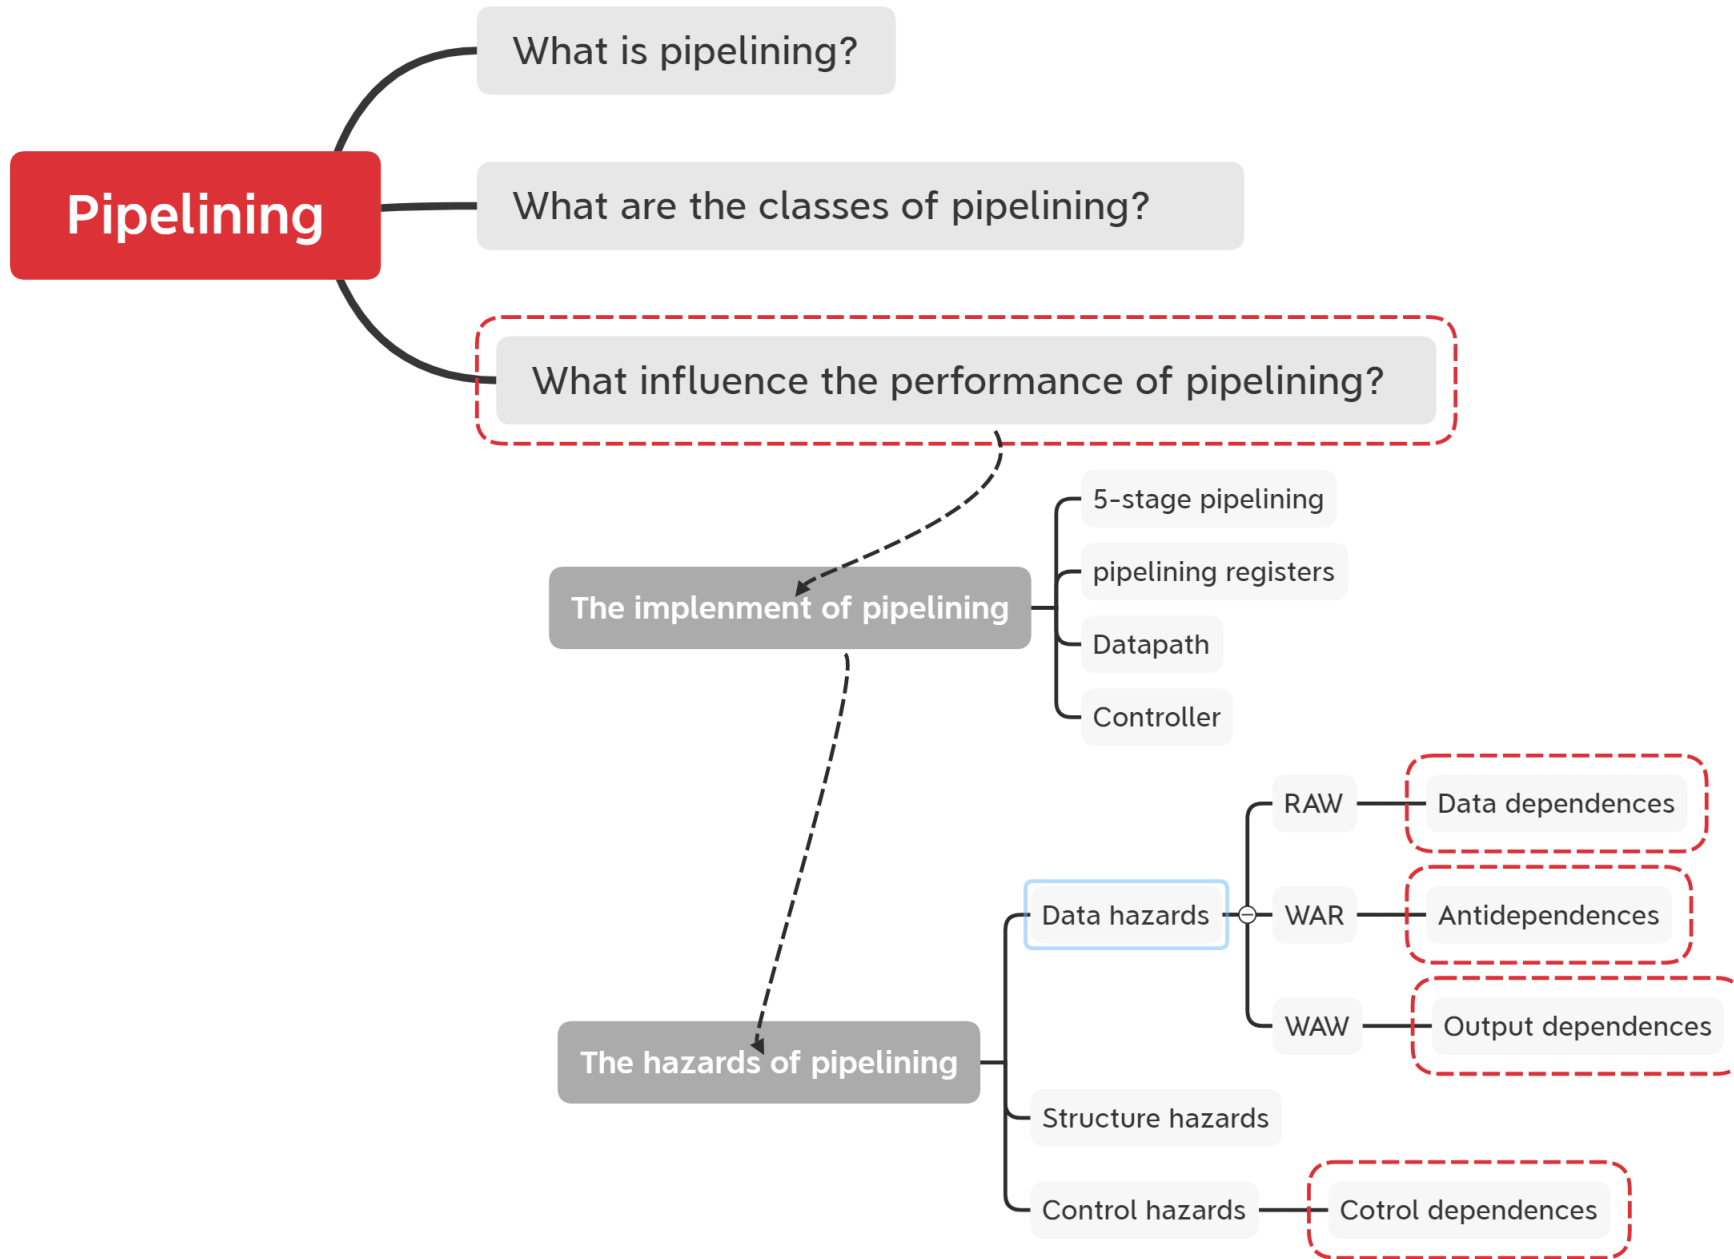 What is pipelining?
Pipelining
What are the classes of pipelining?
What influence the performance of pipelining?
5-stage pipelining
pipelining registers
The implenment of pipelining
Datapath
Controller
RAW
Data dependences
Data hazards
WAR
Antidependences
WAW
Output dependences
The hazards of pipelining
Structure hazards
Control hazards
Cotrol dependences